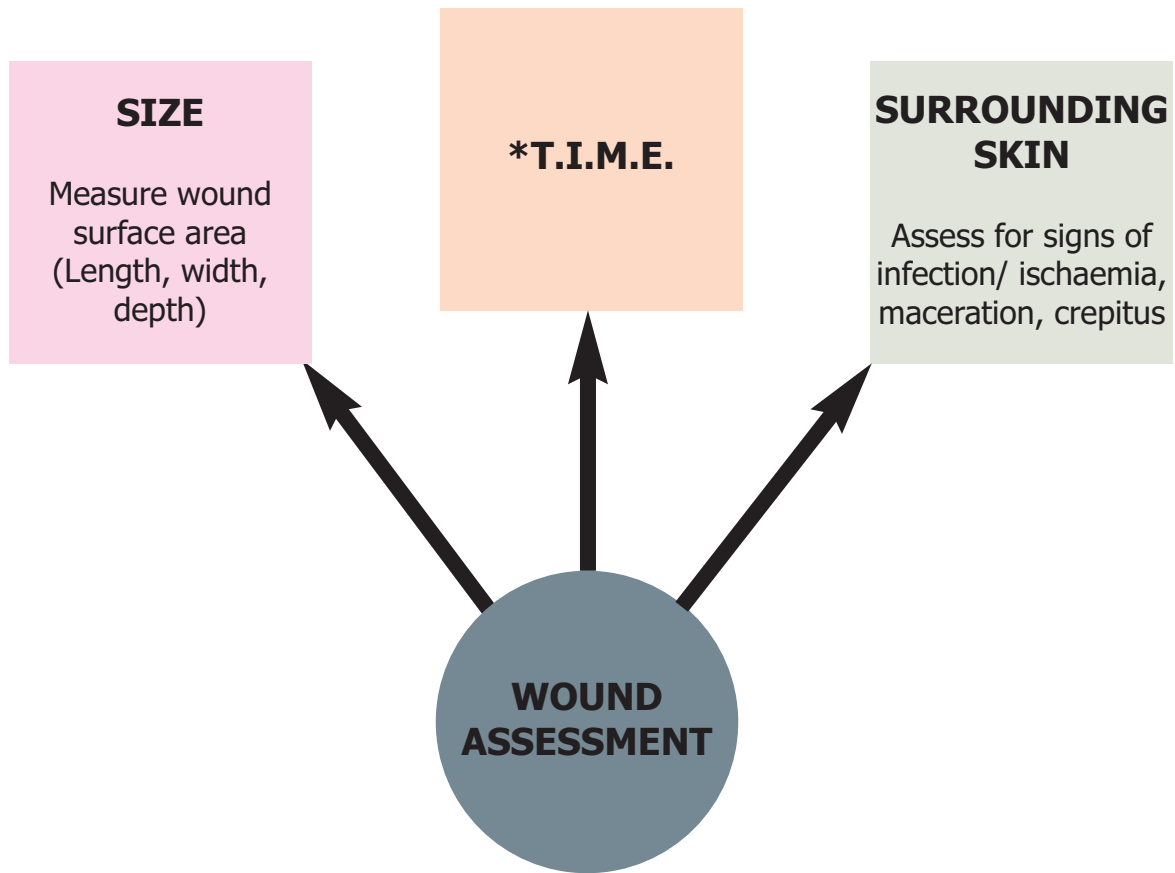 SIZE
Measure wound
surface area
(Length, width,
depth)
*T.I.M.E.
SURROUNDING
SKIN
Assess for signs of
infection/ ischaemia,
maceration, crepitus
WOUND
ASSESSMENT